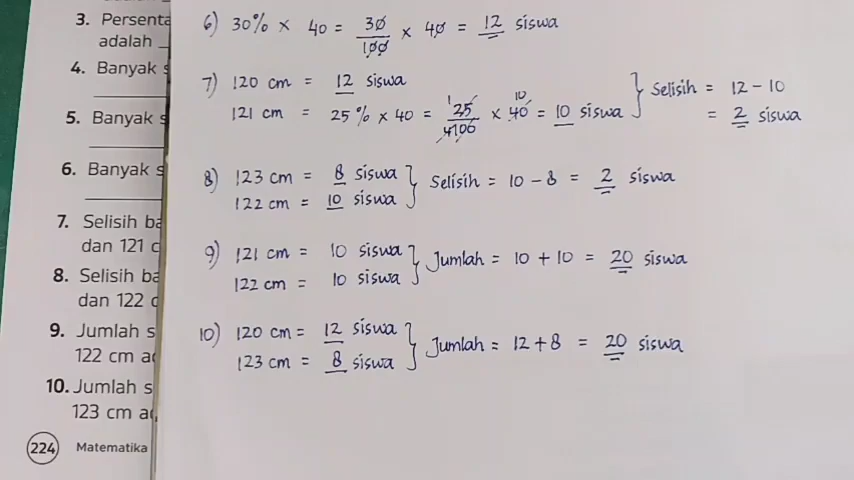 3. Persenta
adalah
4. Banyak s
5. Banyak s
6. Banyak s
7. Selisih ba
dan 121 c
8. Selisih ba
dan 122 c
9. Jumlah s
122 cm ad
10. Jumlah s
123 cm ad
224 Matematika
6) 30% × 40 = 30/100 × 40 = 12 siswa
7) 120 cm = 12 siswa
121 cm = 25% × 40 = 1 25/4100 × 10 40 = 10 siswa } Selisih = 12 - 10
= 2 siswa
8) 123 cm = 8 siswa
122 cm = 10 siswa } Selisih = 10 - 8 = 2 siswa
9) 121 cm = 10 siswa
122 cm = 10 siswa } Jumlah = 10 + 10 = 20 siswa
10) 120 cm = 12 siswa
123 cm = 8 siswa } Jumlah = 12 + 8 = 20 siswa